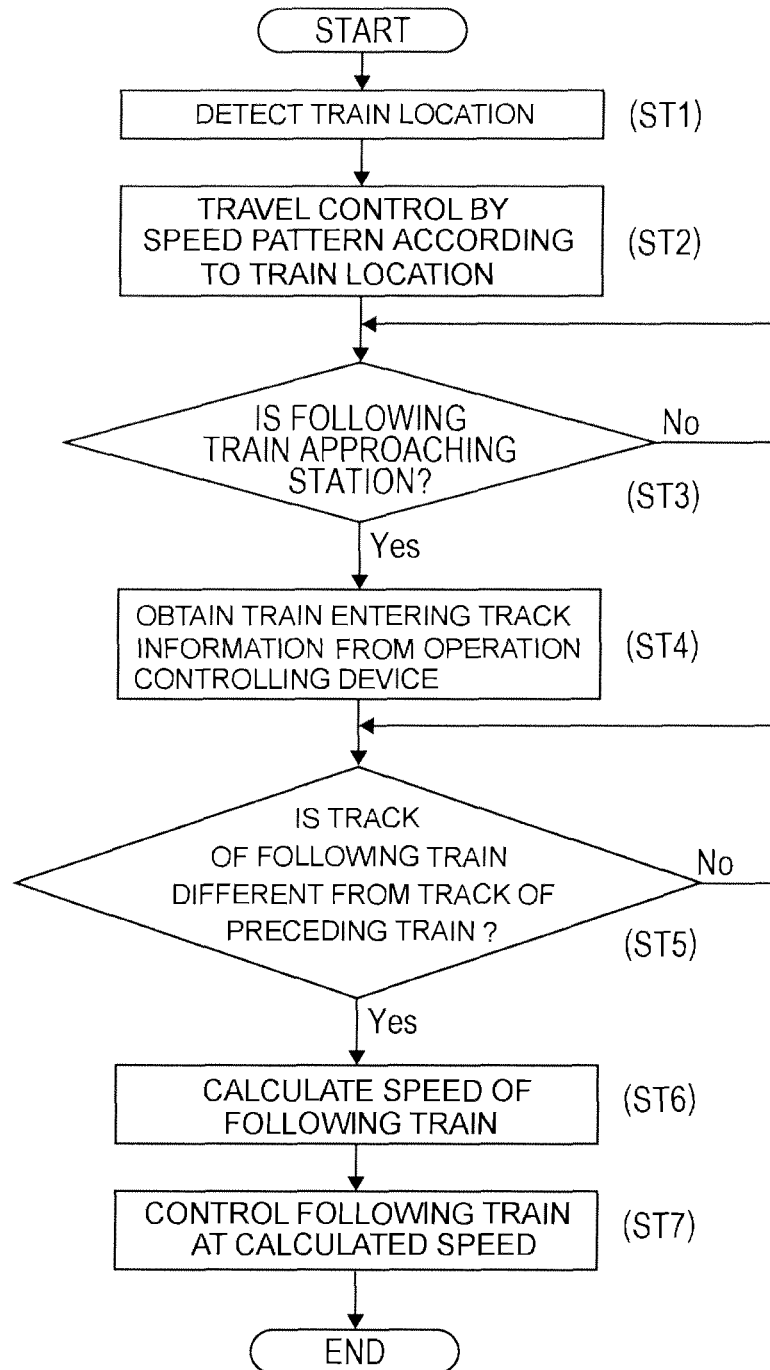 START
DETECT TRAIN LOCATION
(ST1)
TRAVEL CONTROL BY
SPEED PATTERN ACCORDING
TO TRAIN LOCATION
(ST2)
IS FOLLOWING
TRAIN APPROACHING
STATION?
No
(ST3)
Yes
OBTAIN TRAIN ENTERING TRACK
INFORMATION FROM OPERATION
CONTROLLING DEVICE
(ST4)
IS TRACK
OF FOLLOWING TRAIN
DIFFERENT FROM TRACK OF
PRECEDING TRAIN ?
No
(ST5)
Yes
CALCULATE SPEED OF
FOLLOWING TRAIN
(ST6)
CONTROL FOLLOWING TRAIN
AT CALCULATED SPEED
(ST7)
END